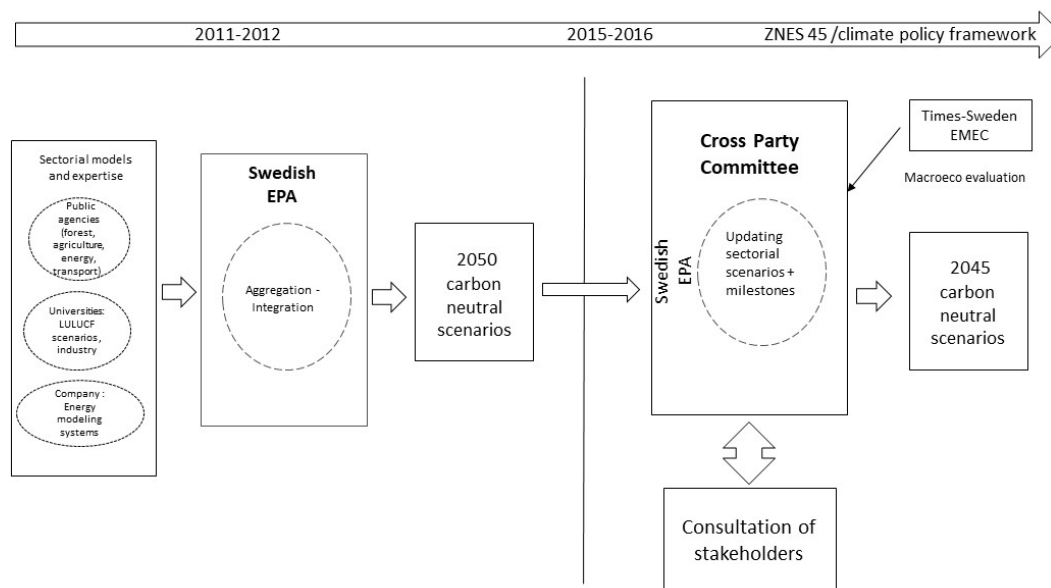 2011-2012
2015-2016
ZNES 45 /climate policy framework
Sectorial models
and expertise
Public
agencies
(forest,
agriculture,
energy,
transport)
Universities:
LULUCF
scenarios,
industry
Company :
Energy
modeling
systems
Swedish
EPA
Aggregation -
Integration
2050
carbon
neutral
scenarios
Cross Party
Committee
Swedish
EPA
Updating
sectorial
scenarios +
milestones
Times-Sweden
EMEC
Macroeco evaluation
2045
carbon
neutral
scenarios
Consultation of
stakeholders